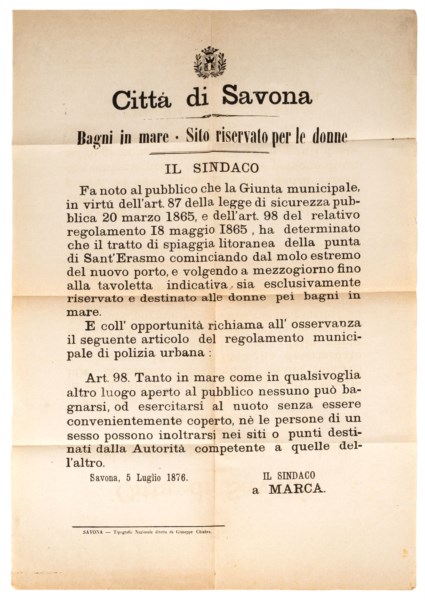 Città di Savona
Bagni in mare - Sito riservato per le donne
IL SINDACO
Fa noto al pubblico che la Giunta municipale,
in virtú dell'art. 87 della legge di sicurezza pub-
blica 20 marzo 1865, e dell'art. 98 del relativo
regolamento 18 maggio 1865, ha determinato
che il tratto di spiaggia litoranea della punta
di Sant'Erasmo cominciando dal molo estremo
del nuovo porto, e volgendo a mezzogiorno fino
alla tavoletta indicativa, sia esclusivamente
riservato e destinato alle donne pei bagni in
mare.
E coll' opportunità richiama all' osservanza
il seguente articolo del regolamento munici-
pale di polizia urbana :
Art. 98. Tanto in mare come in qualsivoglia
altro luogo aperto al pubblico nessuno può ba-
gnarsi, od esercitarsi al nuoto senza essere
convenientemente coperto, nè le persone di un
sesso possono inoltrarsi nei siti o punti desti-
nati dalla Autorità competente a quelle del-
l'altro.
Savona, 5 Luglio 1876.
IL SINDACO
a MARCA.
SAVONA — Tipografia Nazionale diretta da Giuseppe